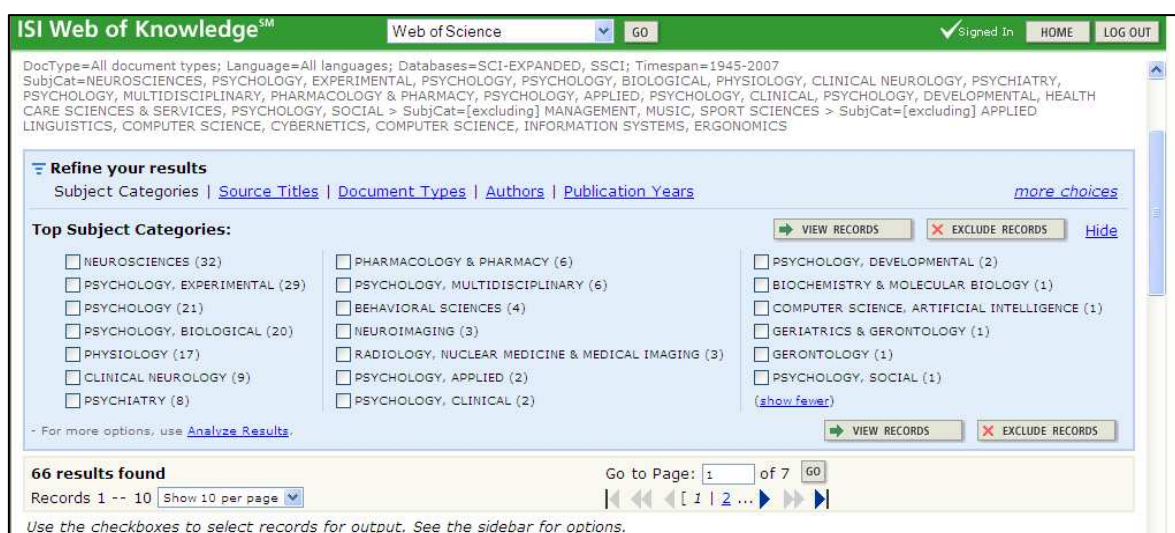 ISI Web of Knowledge℠ Web of Science GO Signed In HOME LOG OUT
DocType=All document types; Language=All languages; Databases=SCI-EXPANDED, SSCI; Timespan=1945-2007
SubjCat=NEUROSCIENCES, PSYCHOLOGY, EXPERIMENTAL, PSYCHOLOGY, PSYCHOLOGY, BIOLOGICAL, PHYSIOLOGY, CLINICAL NEUROLOGY, PSYCHIATRY,
PSYCHOLOGY, MULTIDISCIPLINARY, PHARMACOLOGY & PHARMACY, PSYCHOLOGY, APPLIED, PSYCHOLOGY, CLINICAL, PSYCHOLOGY, DEVELOPMENTAL, HEALTH
CARE SCIENCES & SERVICES, PSYCHOLOGY, SOCIAL > SubjCat=[excluding] MANAGEMENT, MUSIC, SPORT SCIENCES > SubjCat=[excluding] APPLIED
LINGUISTICS, COMPUTER SCIENCE, CYBERNETICS, COMPUTER SCIENCE, INFORMATION SYSTEMS, ERGONOMICS
Refine your results
Subject Categories | Source Titles | Document Types | Authors | Publication Years more choices
Top Subject Categories: VIEW RECORDS EXCLUDE RECORDS Hide
NEUROSCIENCES (32)
PSYCHOLOGY, EXPERIMENTAL (29)
PSYCHOLOGY (21)
PSYCHOLOGY, BIOLOGICAL (20)
PHYSIOLOGY (17)
CLINICAL NEUROLOGY (9)
PSYCHIATRY (8)
PHARMACOLOGY & PHARMACY (6)
PSYCHOLOGY, MULTIDISCIPLINARY (6)
BEHAVIORAL SCIENCES (4)
NEUROIMAGING (3)
RADIOLOGY, NUCLEAR MEDICINE & MEDICAL IMAGING (3)
PSYCHOLOGY, APPLIED (2)
PSYCHOLOGY, CLINICAL (2)
PSYCHOLOGY, DEVELOPMENTAL (2)
BIOCHEMISTRY & MOLECULAR BIOLOGY (1)
COMPUTER SCIENCE, ARTIFICIAL INTELLIGENCE (1)
GERIATRICS & GERONTOLOGY (1)
GERONTOLOGY (1)
PSYCHOLOGY, SOCIAL (1)
(show fewer)
- For more options, use Analyze Results. VIEW RECORDS EXCLUDE RECORDS
66 results found Go to Page: 1 of 7 GO
Records 1 -- 10 Show 10 per page [ 1 | 2 ...
Use the checkboxes to select records for output. See the sidebar for options.